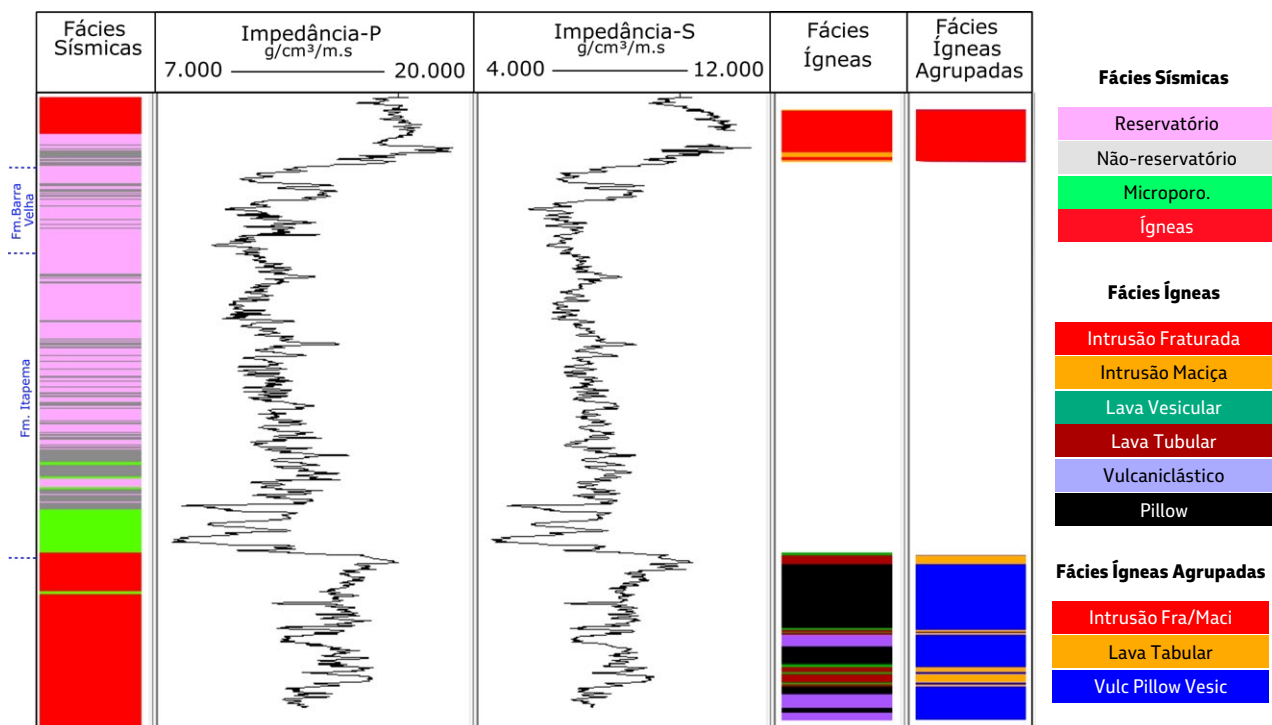 Fácies
Sísmicas
Impedância-P
g/cm³/m.s
7.000
20.000
Impedância-S
g/cm³/m.s
4.000
12.000
Fácies
Ígneas
Fácies
Ígneas
Agrupadas
Fm.Barra
Velha
Fm. Itapema
Fácies Sísmicas
Reservatório
Não-reservatório
Microporo.
Ígneas
Fácies Ígneas
Intrusão Fraturada
Intrusão Maciça
Lava Vesicular
Lava Tubular
Vulcaniclástico
Pillow
Fácies Ígneas Agrupadas
Intrusão Fra/Maci
Lava Tabular
Vulc Pillow Vesic